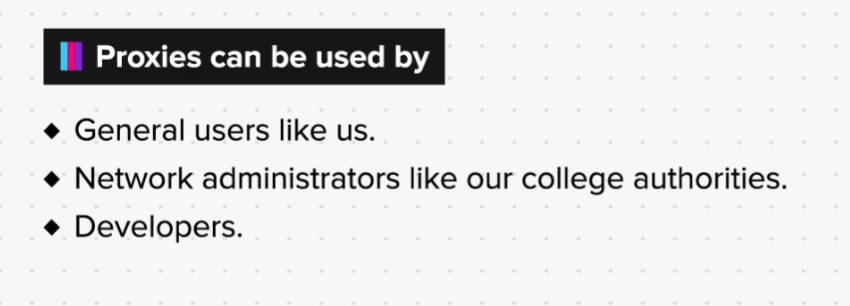 Proxies can be used by
◆ General users like us.
◆ Network administrators like our college authorities.
◆ Developers.